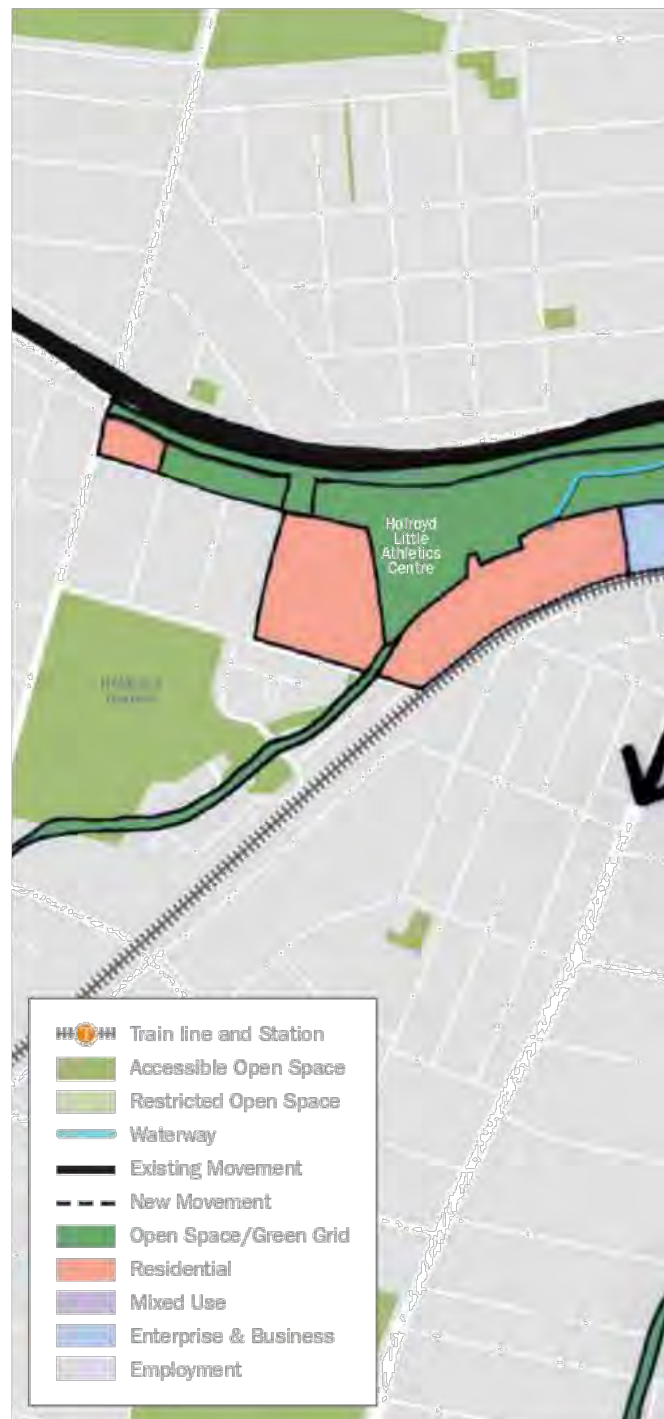 Holroyd
Little
Athletics
Centre
T
Train line and Station
Accessible Open Space
Restricted Open Space
Waterway
Existing Movement
New Movement
Open Space/Green Grid
Residential
Mixed Use
Enterprise & Business
Employment